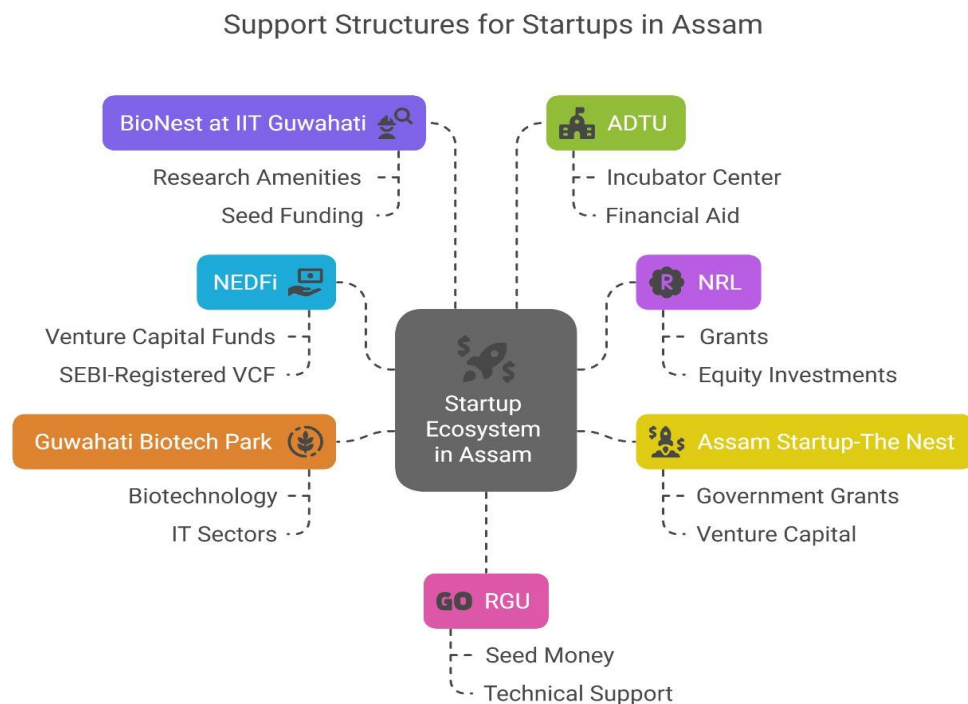 Support Structures for Startups in Assam
BioNest at IIT Guwahati
Research Amenities
Seed Funding
ADTU
Incubator Center
Financial Aid
NEDFi
Venture Capital Funds
SEBI-Registered VCF
R
NRL
Grants
Equity Investments
Startup
Ecosystem
in Assam
Guwahati Biotech Park
Biotechnology
IT Sectors
Assam Startup-The Nest
Government Grants
Venture Capital
GO RGU
Seed Money
Technical Support